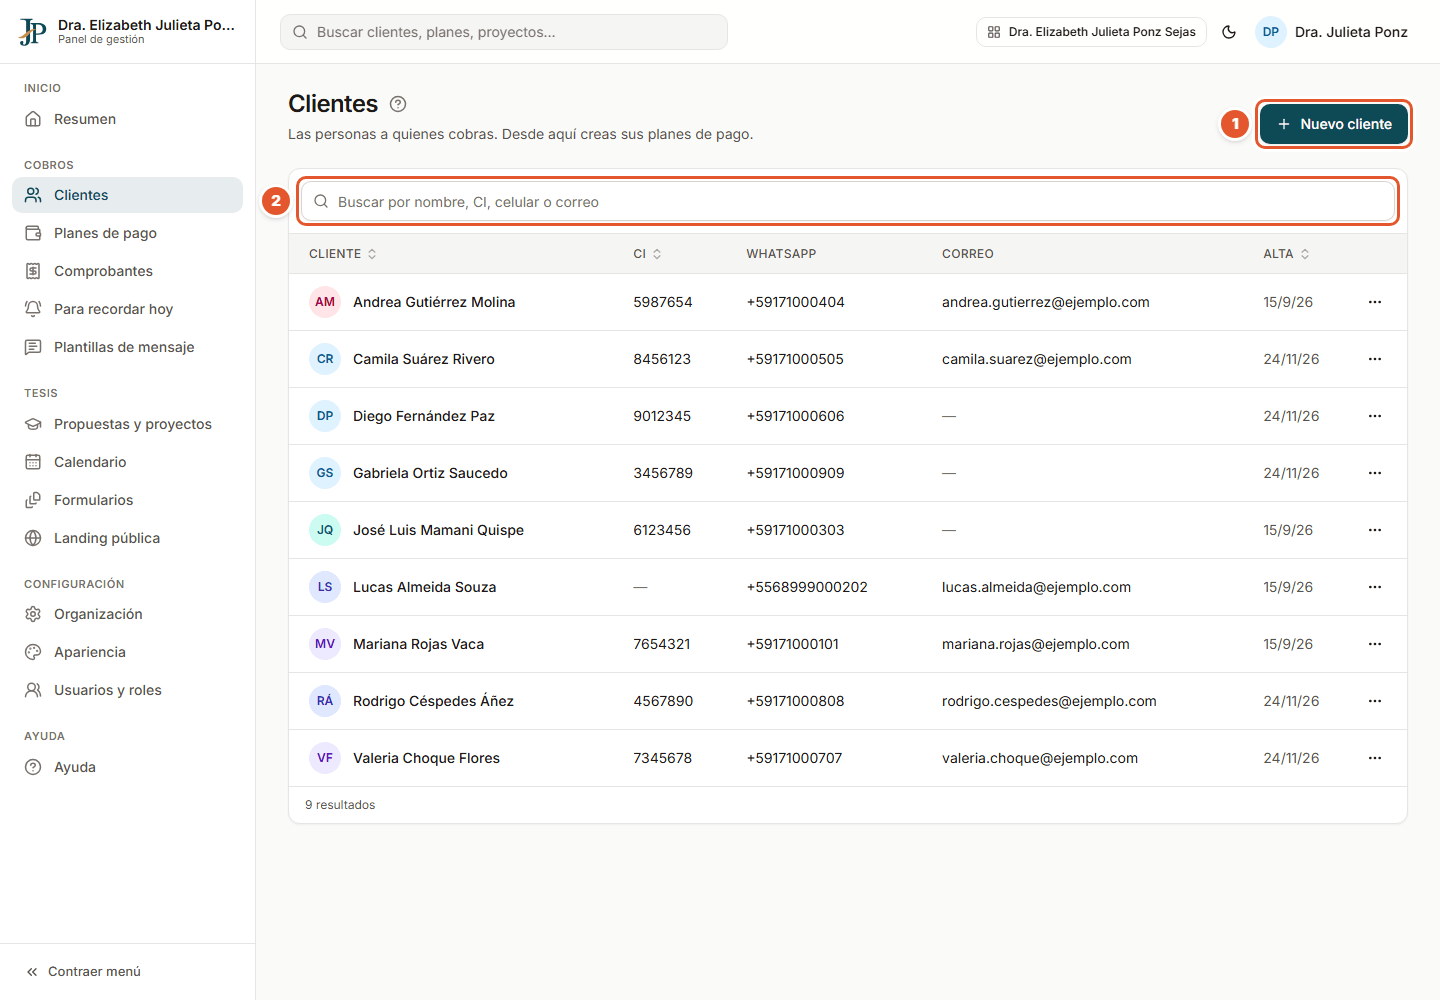 JP
Dra. Elizabeth Julieta Po...
Panel de gestión
Buscar clientes, planes, proyectos...
Dra. Elizabeth Julieta Ponz Sejas
DP
Dra. Julieta Ponz
INICIO
Resumen
COBROS
Clientes
Planes de pago
Comprobantes
Para recordar hoy
Plantillas de mensaje
TESIS
Propuestas y proyectos
Calendario
Formularios
Landing pública
CONFIGURACIÓN
Organización
Apariencia
Usuarios y roles
AYUDA
Ayuda
Contraer menú
Clientes
Las personas a quienes cobras. Desde aquí creas sus planes de pago.
1
+ Nuevo cliente
2
Buscar por nombre, CI, celular o correo
CLIENTE CI WHATSAPP CORREO ALTA
AM Andrea Gutiérrez Molina 5987654 +59171000404 andrea.gutierrez@ejemplo.com 15/9/26 ...
CR Camila Suárez Rivero 8456123 +59171000505 camila.suarez@ejemplo.com 24/11/26 ...
DP Diego Fernández Paz 9012345 +59171000606 — 24/11/26 ...
GS Gabriela Ortiz Saucedo 3456789 +59171000909 — 24/11/26 ...
JQ José Luis Mamani Quispe 6123456 +59171000303 — 15/9/26 ...
LS Lucas Almeida Souza — +5568999000202 lucas.almeida@ejemplo.com 15/9/26 ...
MV Mariana Rojas Vaca 7654321 +59171000101 mariana.rojas@ejemplo.com 15/9/26 ...
RÁ Rodrigo Céspedes Áñez 4567890 +59171000808 rodrigo.cespedes@ejemplo.com 24/11/26 ...
VF Valeria Choque Flores 7345678 +59171000707 valeria.choque@ejemplo.com 24/11/26 ...
9 resultados